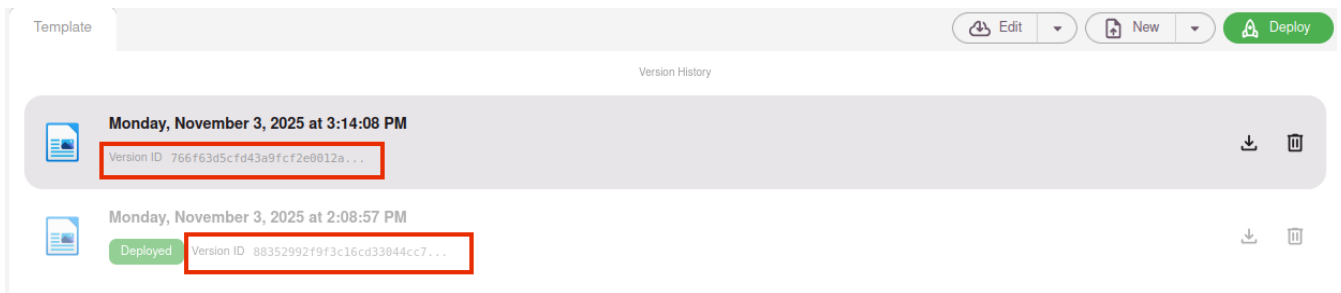 Template
Edit
New
Deploy
Version History
Monday, November 3, 2025 at 3:14:08 PM
Version ID 766f63d5cfd43a9fcf2e0012a...
Monday, November 3, 2025 at 2:08:57 PM
Deployed Version ID 88352992f9f3c16cd33044cc7...